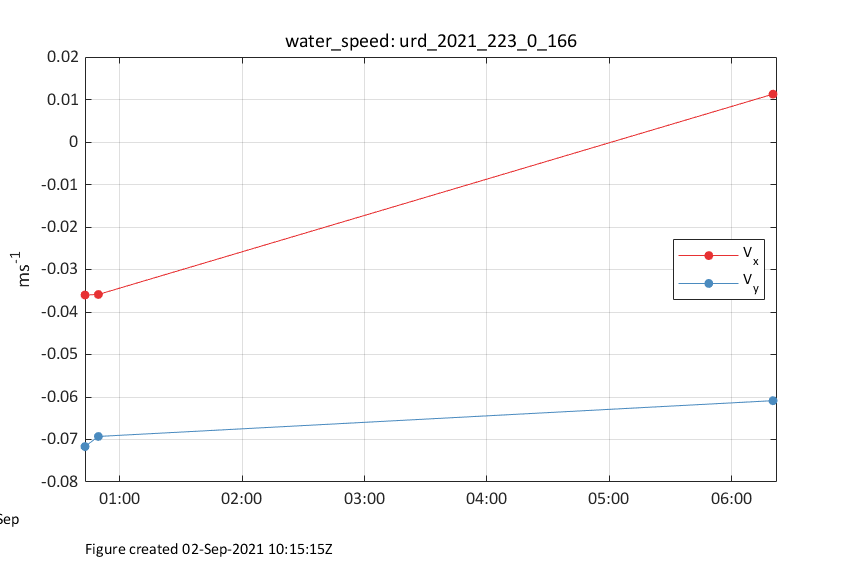 water_speed: urd_2021_223_0_166
0.02
0.01
0
-0.01
-0.02
-0.03
-0.04
-0.05
-0.06
-0.07
-0.08
ms-1
Vx
Vy
01:00 02:00 03:00 04:00 05:00 06:00
Sep
Figure created 02-Sep-2021 10:15:15Z